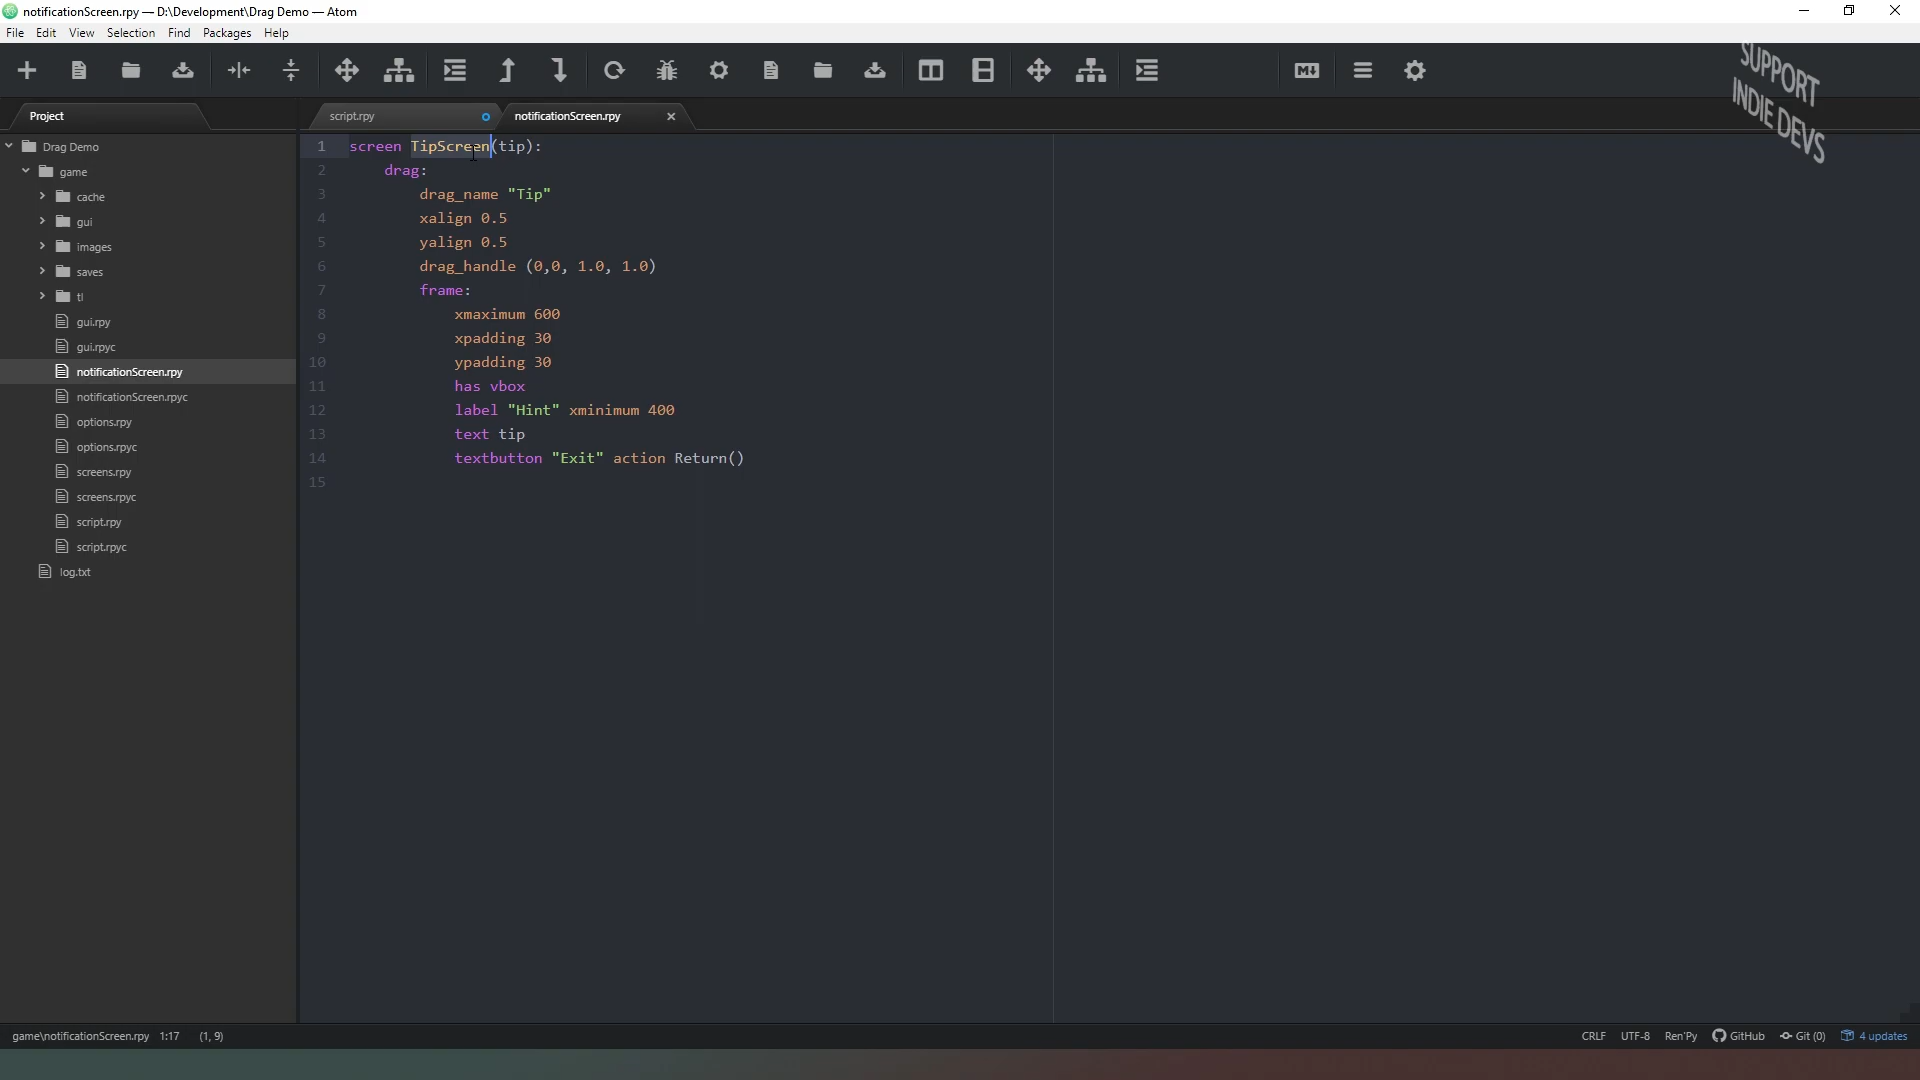 notificationScreen.rpy — D:\Development\Drag Demo — Atom
File Edit View Selection Find Packages Help
SUPPORT
INDIE DEVS
Project
script.rpy
notificationScreen.rpy
Drag Demo
game
cache
gui
images
saves
tl
gui.rpy
gui.rpyc
notificationScreen.rpy
notificationScreen.rpyc
options.rpy
options.rpyc
screens.rpy
screens.rpyc
script.rpy
script.rpyc
log.txt
1 screen TipScreen(tip):
2 drag:
3 drag_name "Tip"
4 xalign 0.5
5 yalign 0.5
6 drag_handle (0,0, 1.0, 1.0)
7 frame:
8 xmaximum 600
9 xpadding 30
10 ypadding 30
11 has vbox
12 label "Hint" xminimum 400
13 text tip
14 textbutton "Exit" action Return()
15
game\notificationScreen.rpy 1:17 (1, 9)
CRLF UTF-8 Ren'Py GitHub Git (0) 4 updates